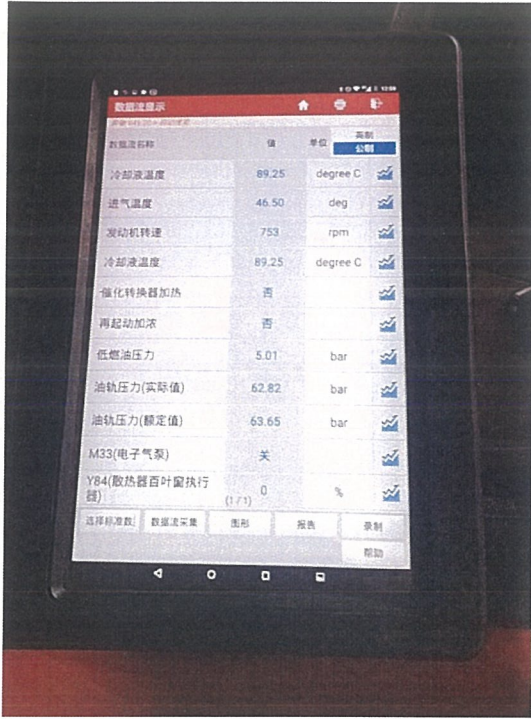 12:09
数据流显示
数据流名称 值 单位 英制
公制
冷却液温度 89.25 degree C
进气温度 46.50 deg
发动机转速 753 rpm
冷却液温度 89.25 degree C
催化转换器加热 否
再起动加浓 否
低燃油压力 5.01 bar
油轨压力(实际值) 62.82 bar
油轨压力(额定值) 63.65 bar
M33(电子气泵) 关
Y84(散热器百叶窗执行
器) 0 %
(1 / 1)
选择标准数 数据流采集 图形 报告 录制
帮助